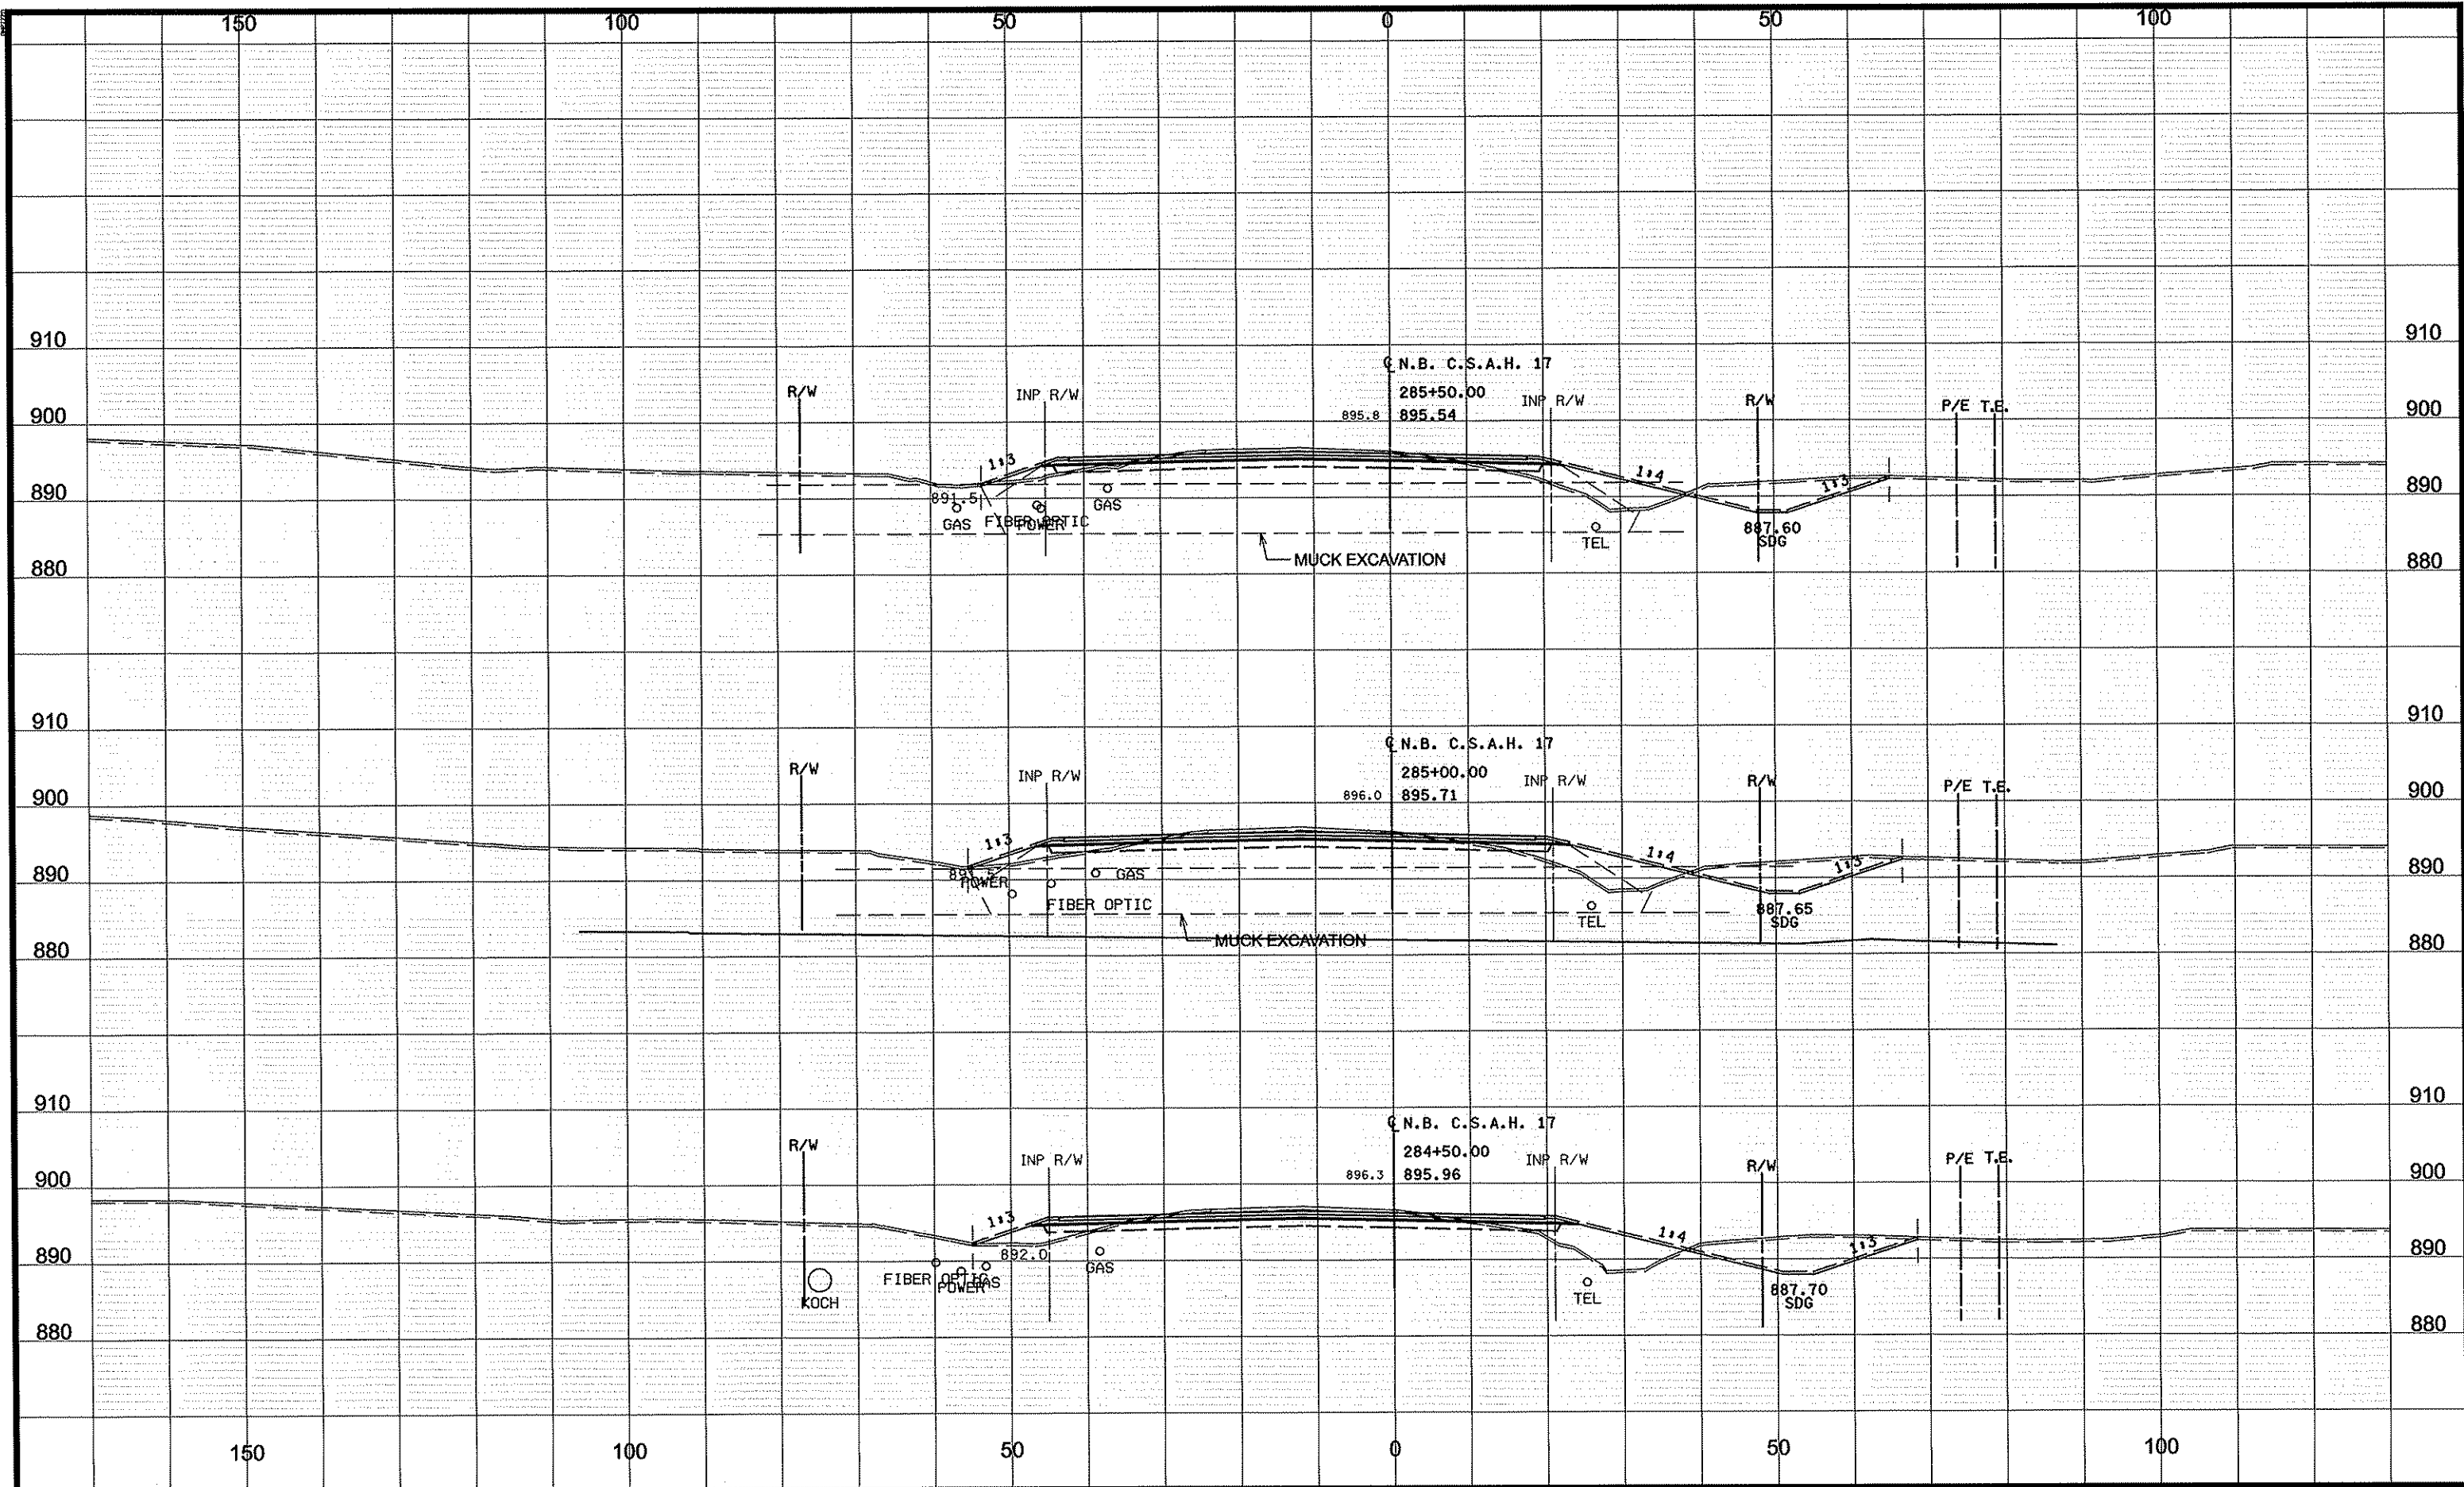 150 100 50 0 50 100
910 910
℄ N.B. C.S.A.H. 17
285+50.00
895.8 895.54
R/W INP R/W INP R/W R/W P/E T.E.
900 900
1:3 1:4 1:3
890 890
891.5
GAS FIBER OPTIC POWER GAS
TEL
887.60
SDG
MUCK EXCAVATION
880 880
910 910
℄ N.B. C.S.A.H. 17
285+00.00
896.0 895.71
R/W INP R/W INP R/W R/W P/E T.E.
900 900
1:3 1:4 1:3
890 890
POWER GAS
FIBER OPTIC
TEL
887.65
SDG
MUCK EXCAVATION
880 880
910 910
℄ N.B. C.S.A.H. 17
284+50.00
896.3 895.96
R/W INP R/W INP R/W R/W P/E T.E.
900 900
1:3 1:4 1:3
890 890
892.0
KOCH FIBER OPTIC POWER GAS GAS
TEL
887.70
SDG
880 880
150 100 50 0 50 100